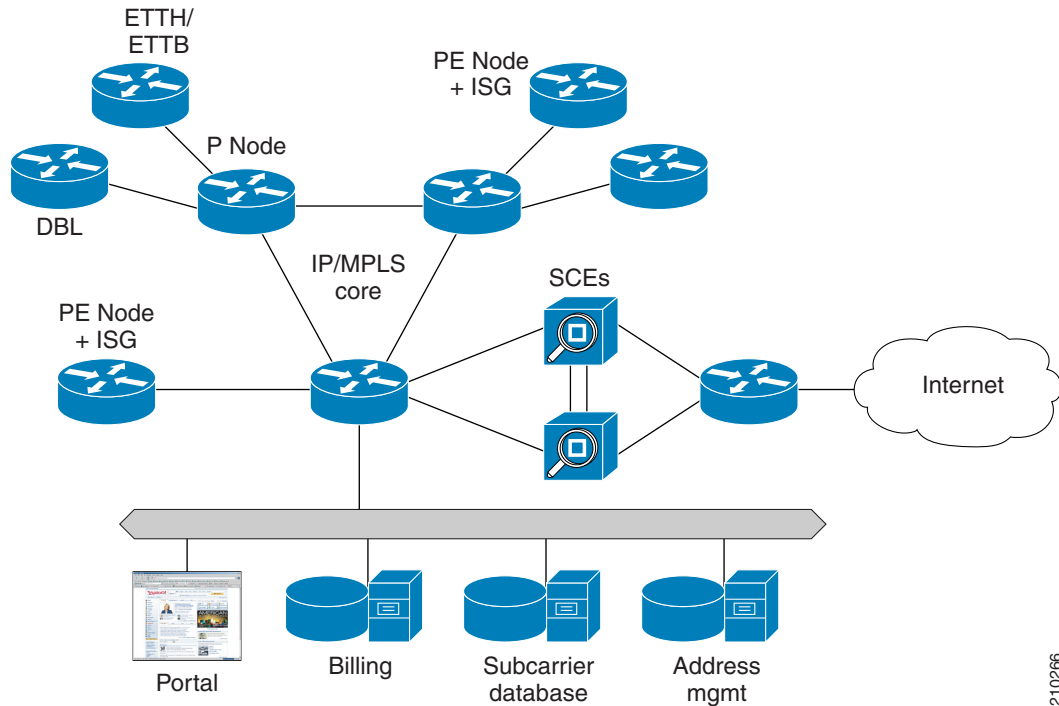 ETTH/
ETTB
PE Node
+ ISG
P Node
DBL
IP/MPLS
core
SCEs
PE Node
+ ISG
Internet
YAHOO!
Portal
Billing
Subcarrier
database
Address
mgmt
210266